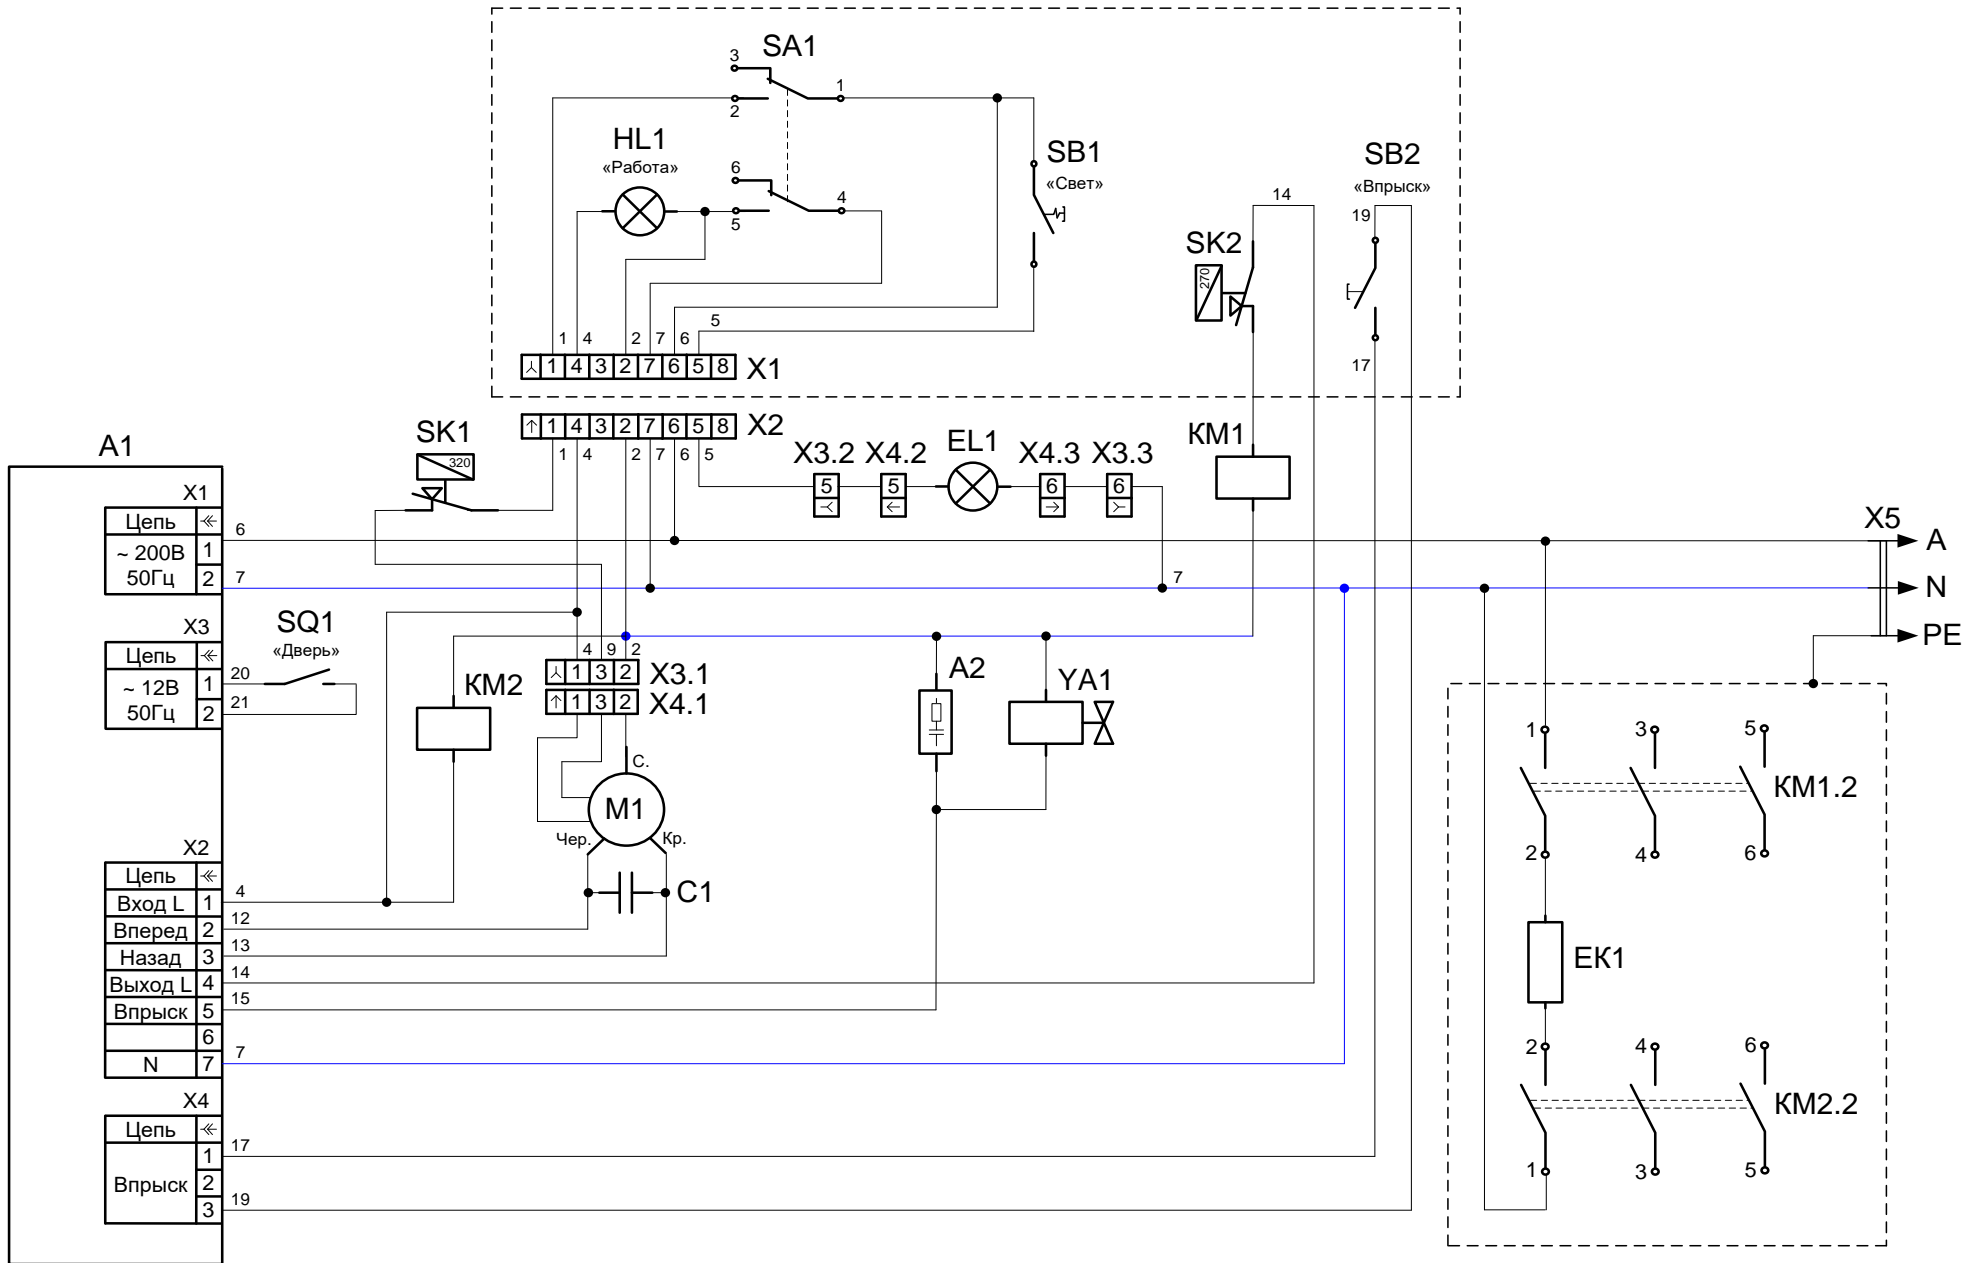 SA1
3
1
2
HL1
«Работа»
6
4
5
SB1
«Свет»
SB2
«Впрыск»
14
19
SK2
270
5
1 4 2 7 6
1 4 3 2 7 6 5 8 X1
17
1 4 3 2 7 6 5 8 X2
SK1
320
1 4 2 7 6 5
X3.2 X4.2 EL1 X4.3 X3.3
5 5 6 6
КМ1
A1
X1
Цепь
~ 200В 1
50Гц 2
6
7
7
X5
A
N
PE
X3
Цепь
~ 12В 1
50Гц 2
20
21
SQ1
«Дверь»
КМ2
4 9 2
1 3 2 X3.1
1 3 2 X4.1
С.
M1
Чер. Кр.
C1
A2
YA1
X2
Цепь
Вход L 1
Вперед 2
Назад 3
Выход L 4
Впрыск 5
6
N 7
4
12
13
14
15
7
X4
Цепь
1
Впрыск 2
3
17
19
1 3 5
КМ1.2
2 4 6
ЕК1
2 4 6
КМ2.2
1 3 5